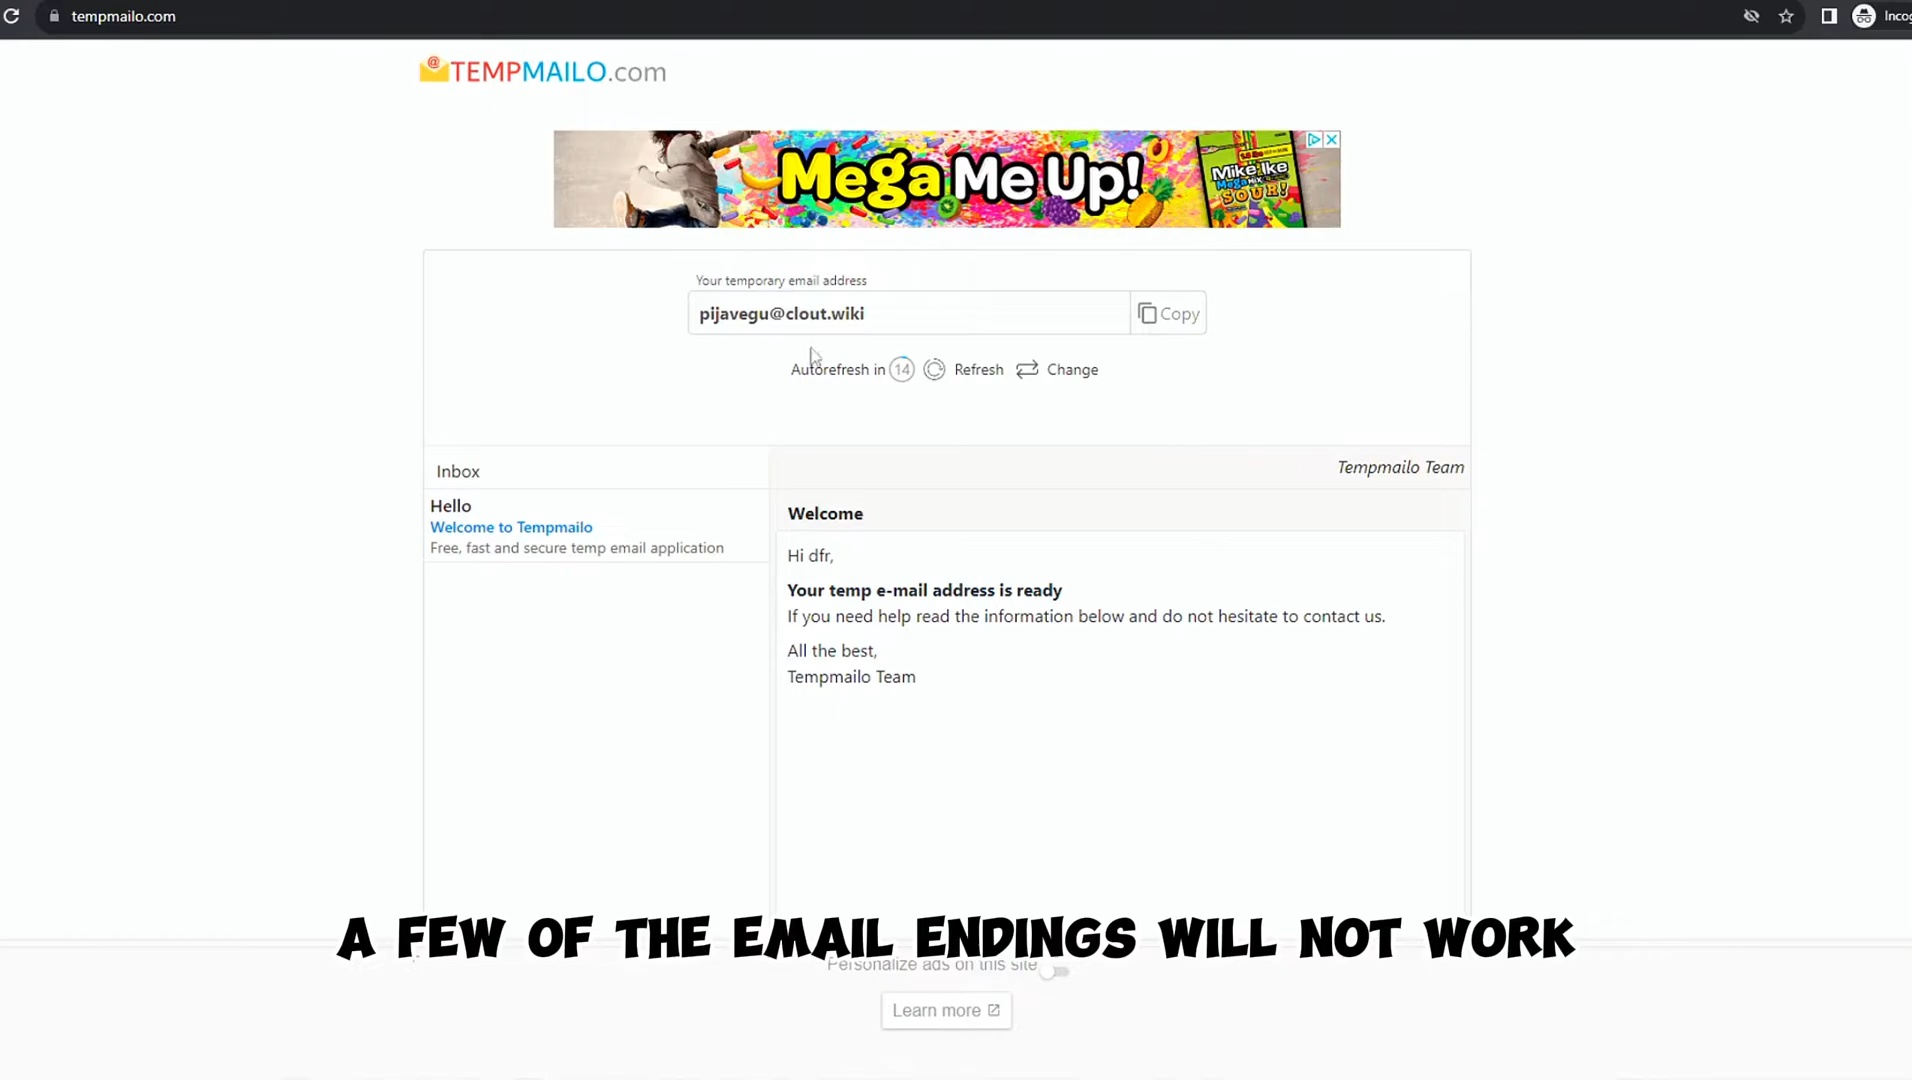 tempmailo.com
Incog
TEMPMAILO.com
Mega Me Up!
Mike and Ike
Mega mix
SOUR!
Your temporary email address
pijavegu@clout.wiki
Copy
Autorefresh in 14 Refresh Change
Inbox
Tempmailo Team
Hello
Welcome to Tempmailo
Free, fast and secure temp email application
Welcome
Hi dfr,
Your temp e-mail address is ready
If you need help read the information below and do not hesitate to contact us.
All the best,
Tempmailo Team
A FEW OF THE EMAIL ENDINGS WILL NOT WORK
Personalize ads on this site
Learn more